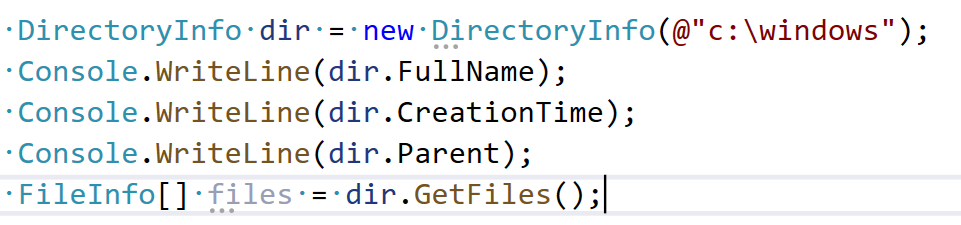 DirectoryInfo dir = new DirectoryInfo(@"c:\windows");
Console.WriteLine(dir.FullName);
Console.WriteLine(dir.CreationTime);
Console.WriteLine(dir.Parent);
FileInfo[] files = dir.GetFiles();